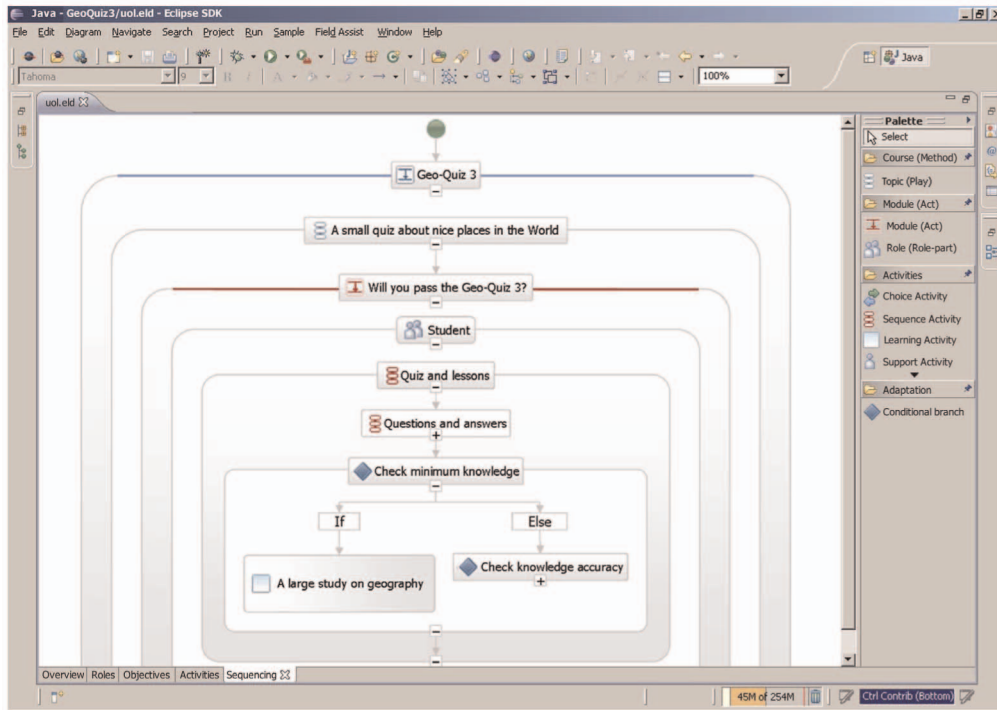 Java - GeoQuiz3/uol.eld - Eclipse SDK
File Edit Diagram Navigate Search Project Run Sample Field Assist Window Help
Tahoma 9 B I A 100%
Java
uol.eld
Geo-Quiz 3
A small quiz about nice places in the World
Will you pass the Geo-Quiz 3?
Student
Quiz and lessons
Questions and answers
Check minimum knowledge
If Else
A large study on geography
Check knowledge accuracy
Palette
Select
Course (Method)
Topic (Play)
Module (Act)
Module (Act)
Role (Role-part)
Activities
Choice Activity
Sequence Activity
Learning Activity
Support Activity
Adaptation
Conditional branch
Overview Roles Objectives Activities Sequencing
45M of 254M Ctrl Contrib (Bottom)